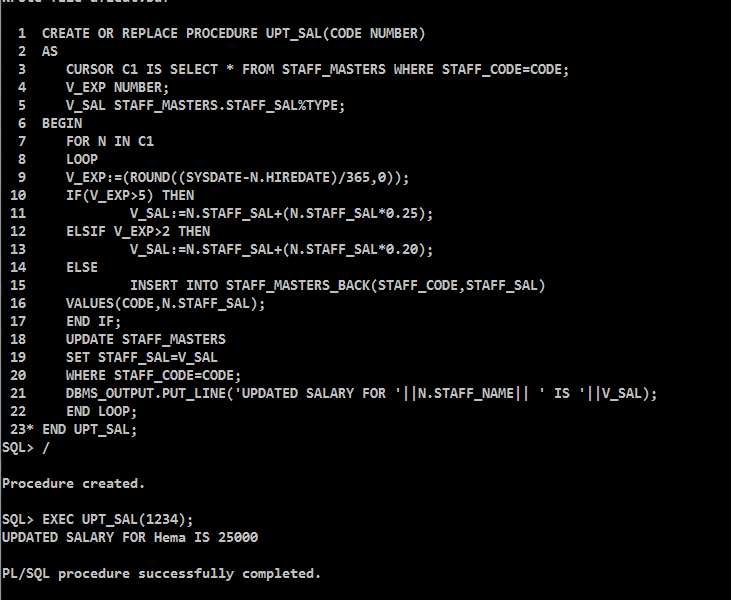 1 CREATE OR REPLACE PROCEDURE UPT_SAL(CODE NUMBER)
2 AS
3 CURSOR C1 IS SELECT * FROM STAFF_MASTERS WHERE STAFF_CODE=CODE;
4 V_EXP NUMBER;
5 V_SAL STAFF_MASTERS.STAFF_SAL%TYPE;
6 BEGIN
7 FOR N IN C1
8 LOOP
9 V_EXP:=(ROUND((SYSDATE-N.HIREDATE)/365,0));
10 IF(V_EXP>5) THEN
11 V_SAL:=N.STAFF_SAL+(N.STAFF_SAL*0.25);
12 ELSIF V_EXP>2 THEN
13 V_SAL:=N.STAFF_SAL+(N.STAFF_SAL*0.20);
14 ELSE
15 INSERT INTO STAFF_MASTERS_BACK(STAFF_CODE,STAFF_SAL)
16 VALUES(CODE,N.STAFF_SAL);
17 END IF;
18 UPDATE STAFF_MASTERS
19 SET STAFF_SAL=V_SAL
20 WHERE STAFF_CODE=CODE;
21 DBMS_OUTPUT.PUT_LINE('UPDATED SALARY FOR '||N.STAFF_NAME|| ' IS '||V_SAL);
22 END LOOP;
23* END UPT_SAL;
SQL> /
Procedure created.
SQL> EXEC UPT_SAL(1234);
UPDATED SALARY FOR Hema IS 25000
PL/SQL procedure successfully completed.